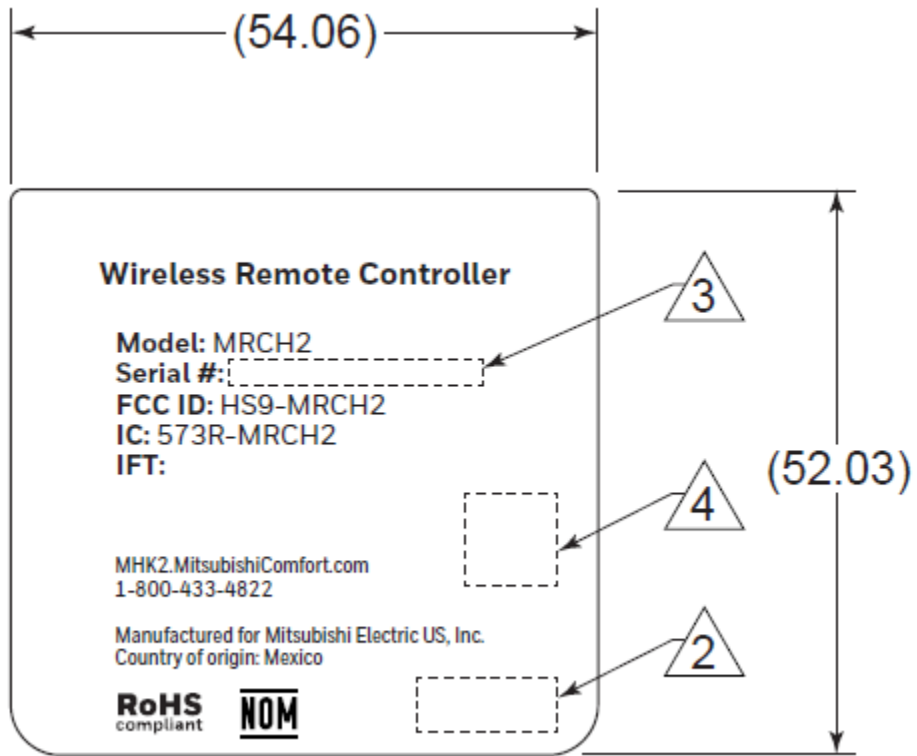 (54.06)
Wireless Remote Controller
3
Model: MRCH2
Serial #:
FCC ID: HS9-MRCH2
IC: 573R-MRCH2
IFT:
(52.03)
4
MHK2.MitsubishiComfort.com
1-800-433-4822
Manufactured for Mitsubishi Electric US, Inc.
Country of origin: Mexico
2
RoHS
compliant
NOM